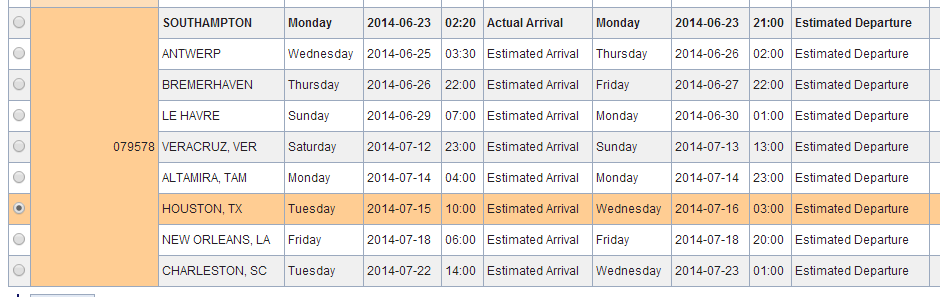 SOUTHAMPTON Monday 2014-06-23 02:20 Actual Arrival Monday 2014-06-23 21:00 Estimated Departure
ANTWERP Wednesday 2014-06-25 03:30 Estimated Arrival Thursday 2014-06-26 02:00 Estimated Departure
BREMERHAVEN Thursday 2014-06-26 22:00 Estimated Arrival Friday 2014-06-27 22:00 Estimated Departure
LE HAVRE Sunday 2014-06-29 07:00 Estimated Arrival Monday 2014-06-30 01:00 Estimated Departure
079578 VERACRUZ, VER Saturday 2014-07-12 23:00 Estimated Arrival Sunday 2014-07-13 13:00 Estimated Departure
ALTAMIRA, TAM Monday 2014-07-14 04:00 Estimated Arrival Monday 2014-07-14 23:00 Estimated Departure
HOUSTON, TX Tuesday 2014-07-15 10:00 Estimated Arrival Wednesday 2014-07-16 03:00 Estimated Departure
NEW ORLEANS, LA Friday 2014-07-18 06:00 Estimated Arrival Friday 2014-07-18 20:00 Estimated Departure
CHARLESTON, SC Tuesday 2014-07-22 14:00 Estimated Arrival Wednesday 2014-07-23 01:00 Estimated Departure